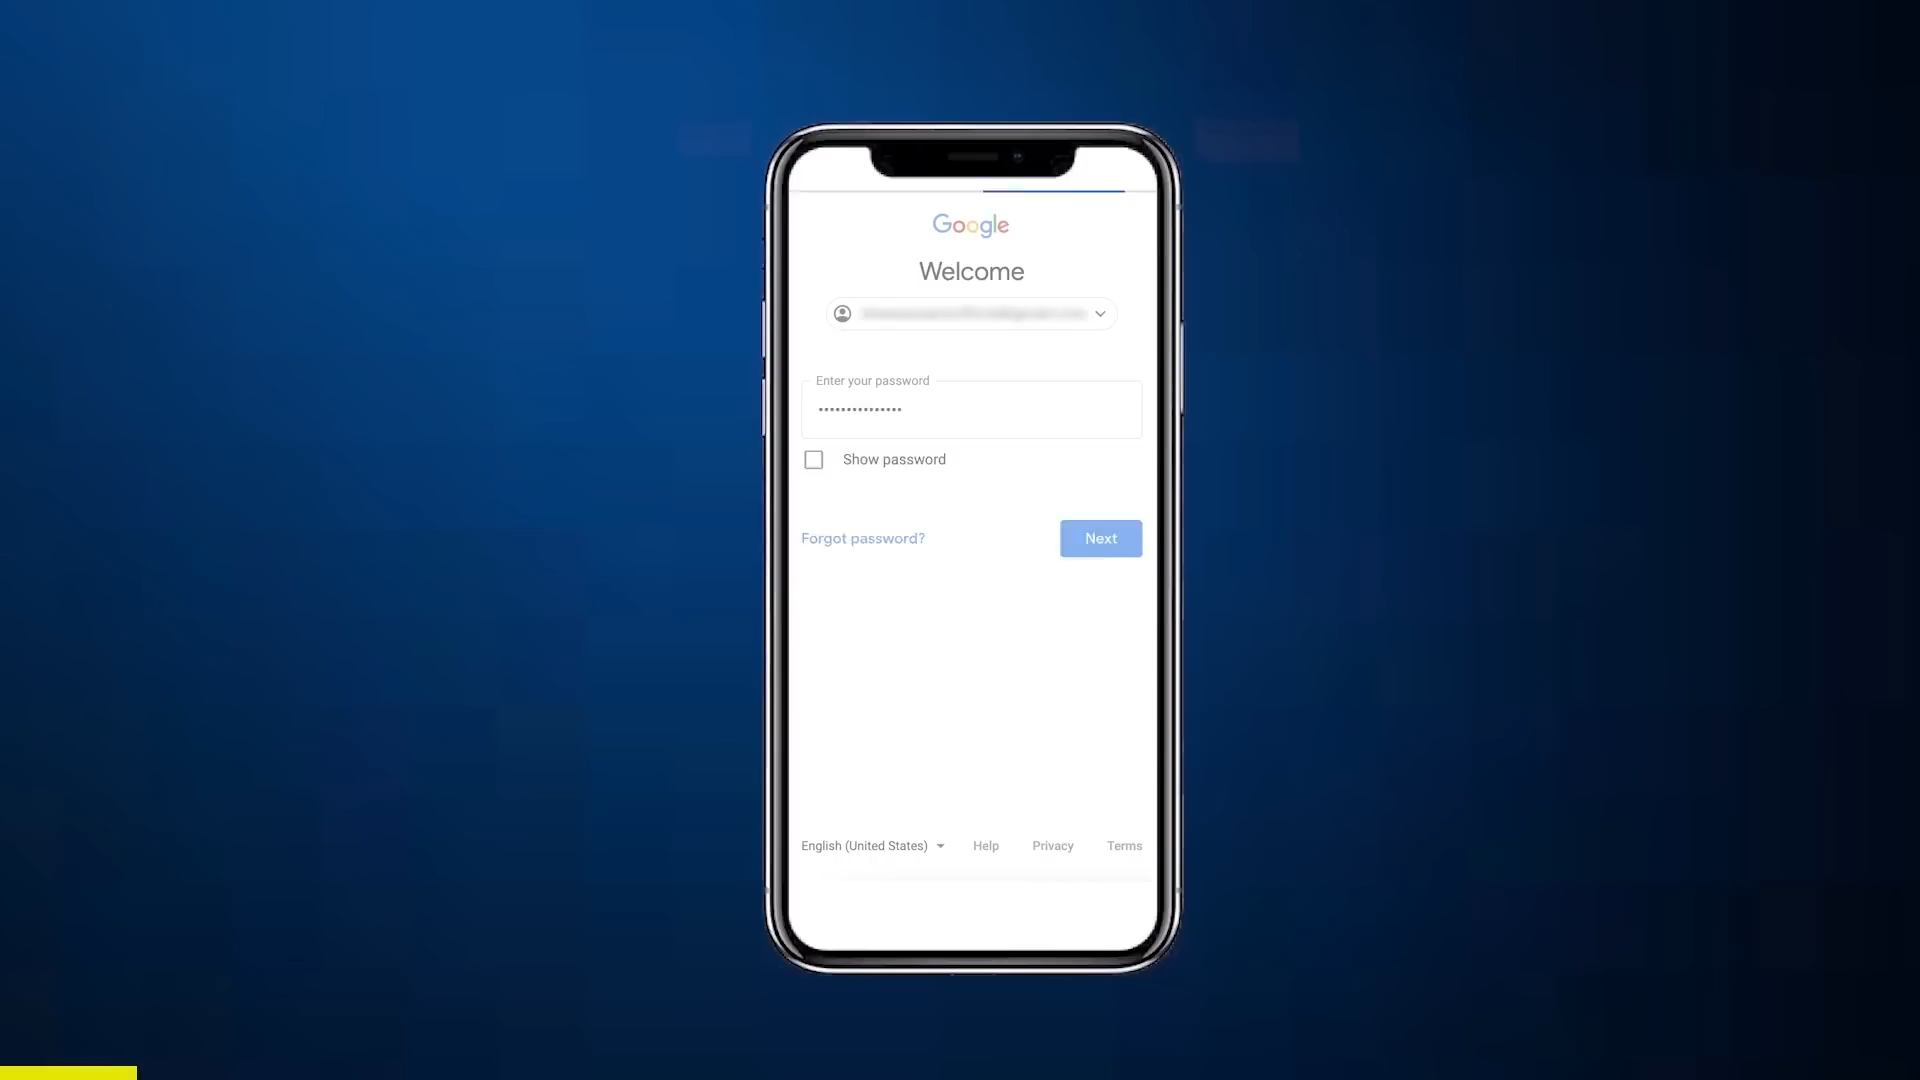 Google
Welcome
Enter your password
•••••••••••••••
Show password
Forgot password?
Next
English (United States)
Help
Privacy
Terms